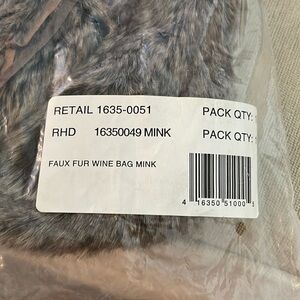 RETAIL 1635-0051 PACK QTY:
RHD 16350049 MINK PACK QTY:
FAUX FUR WINE BAG MINK
4 16350 51000